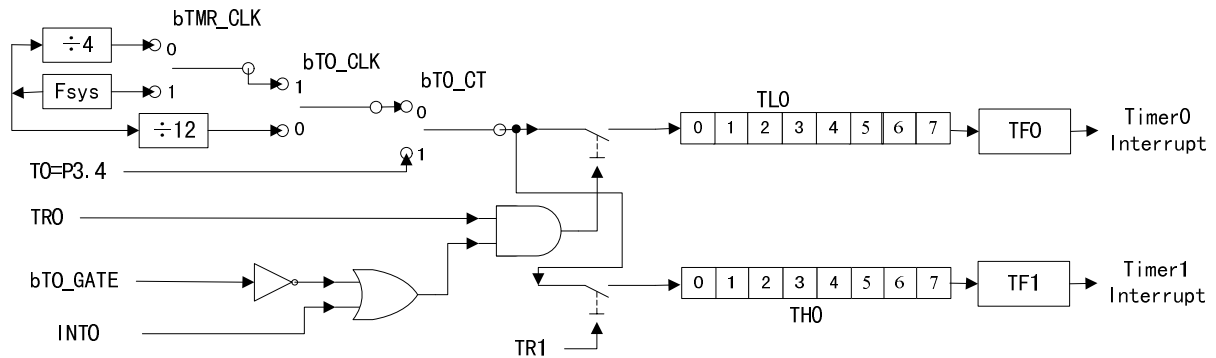 bTMR_CLK
÷4
0
bT0_CLK
1
bT0_CT
Fsys
1
0
TL0
÷12
0
0 1 2 3 4 5 6 7
TF0
Timer0
Interrupt
T0=P3.4
1
TR0
bT0_GATE
0 1 2 3 4 5 6 7
TF1
Timer1
Interrupt
TH0
INT0
TR1